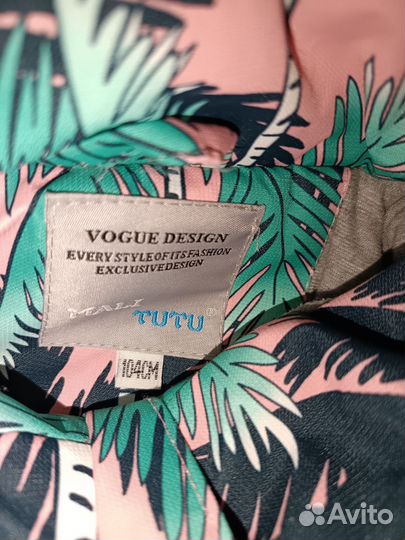 VOGUE DESIGN
EVERY STYLE OF ITS FASHION
EXCLUSIVE DESIGN
MALI
TUTU®
104CM
Avito